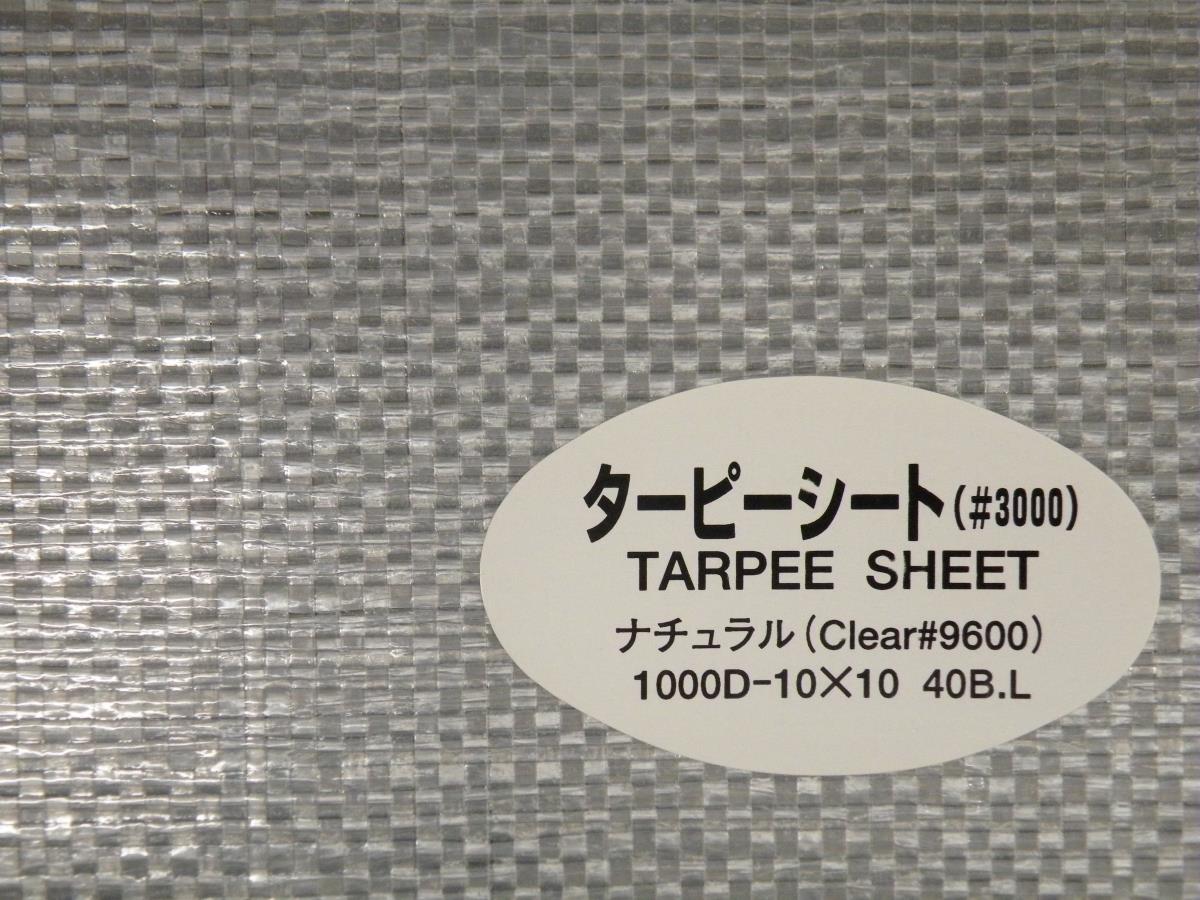 ターピーシート(#3000)
TARPEE SHEET
ナチュラル(Clear#9600)
1000D-10×10 40B.L